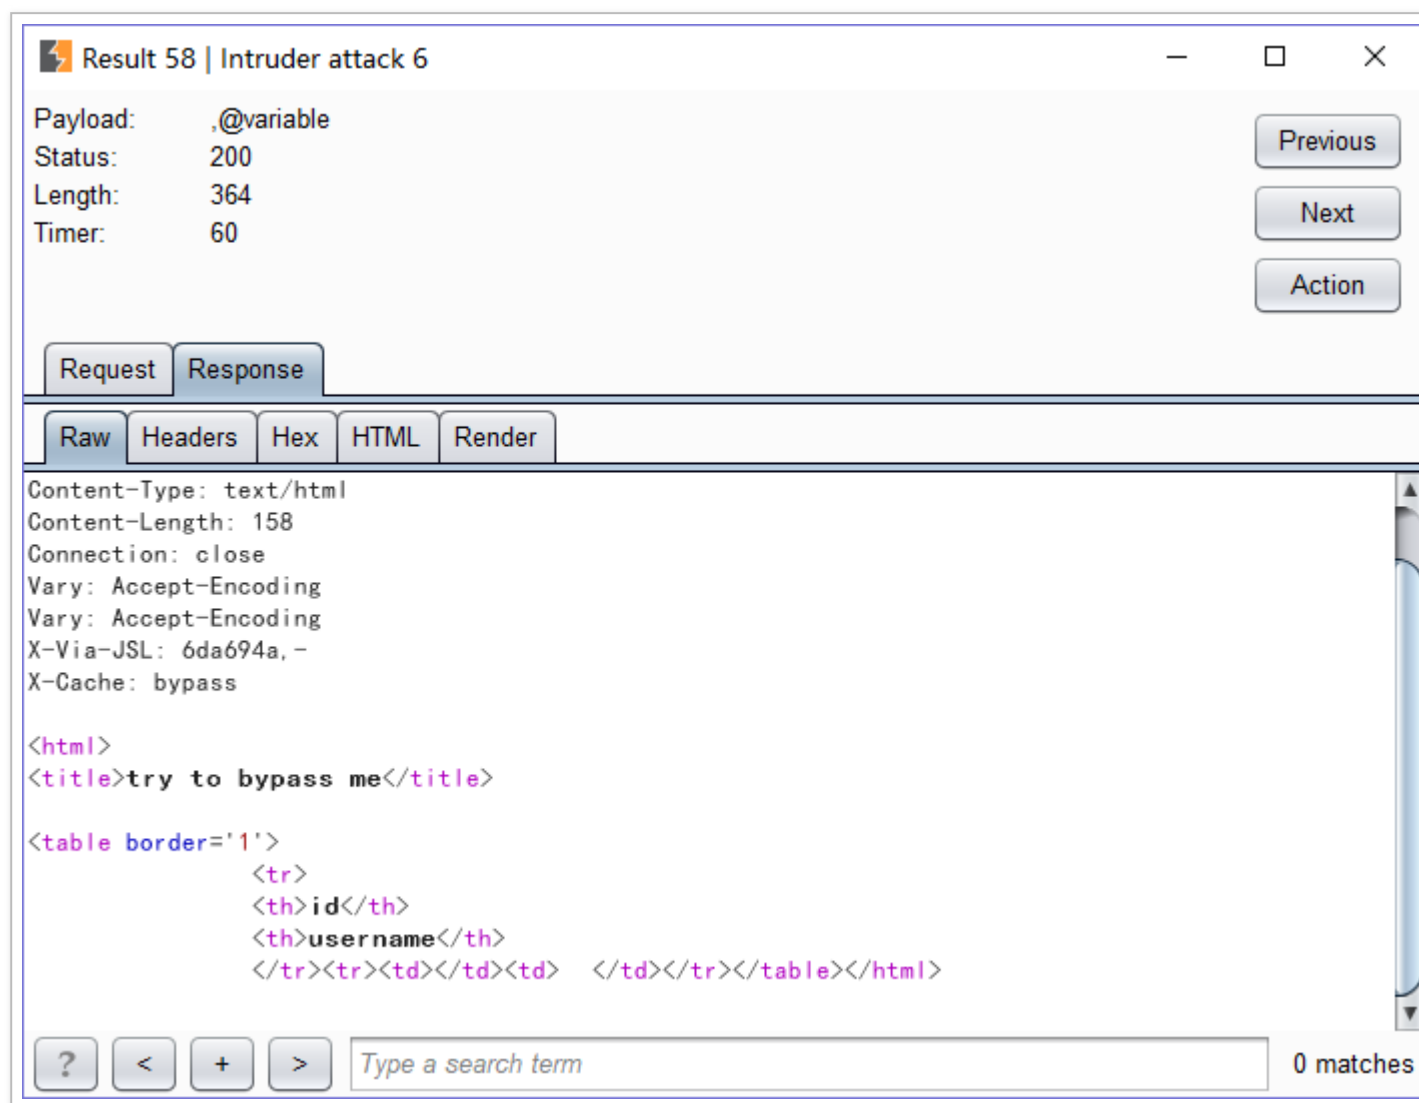 Result 58 | Intruder attack 6
Payload: ,@variable
Status: 200
Length: 364
Timer: 60
Previous
Next
Action
Request Response
Raw Headers Hex HTML Render
Content-Type: text/html
Content-Length: 158
Connection: close
Vary: Accept-Encoding
Vary: Accept-Encoding
X-Via-JSL: 6da694a,-
X-Cache: bypass
<html>
<title>try to bypass me</title>
<table border='1'>
<tr>
<th>id</th>
<th>username</th>
</tr><tr><td></td><td>  </td></tr></table></html>
? < + > Type a search term 0 matches